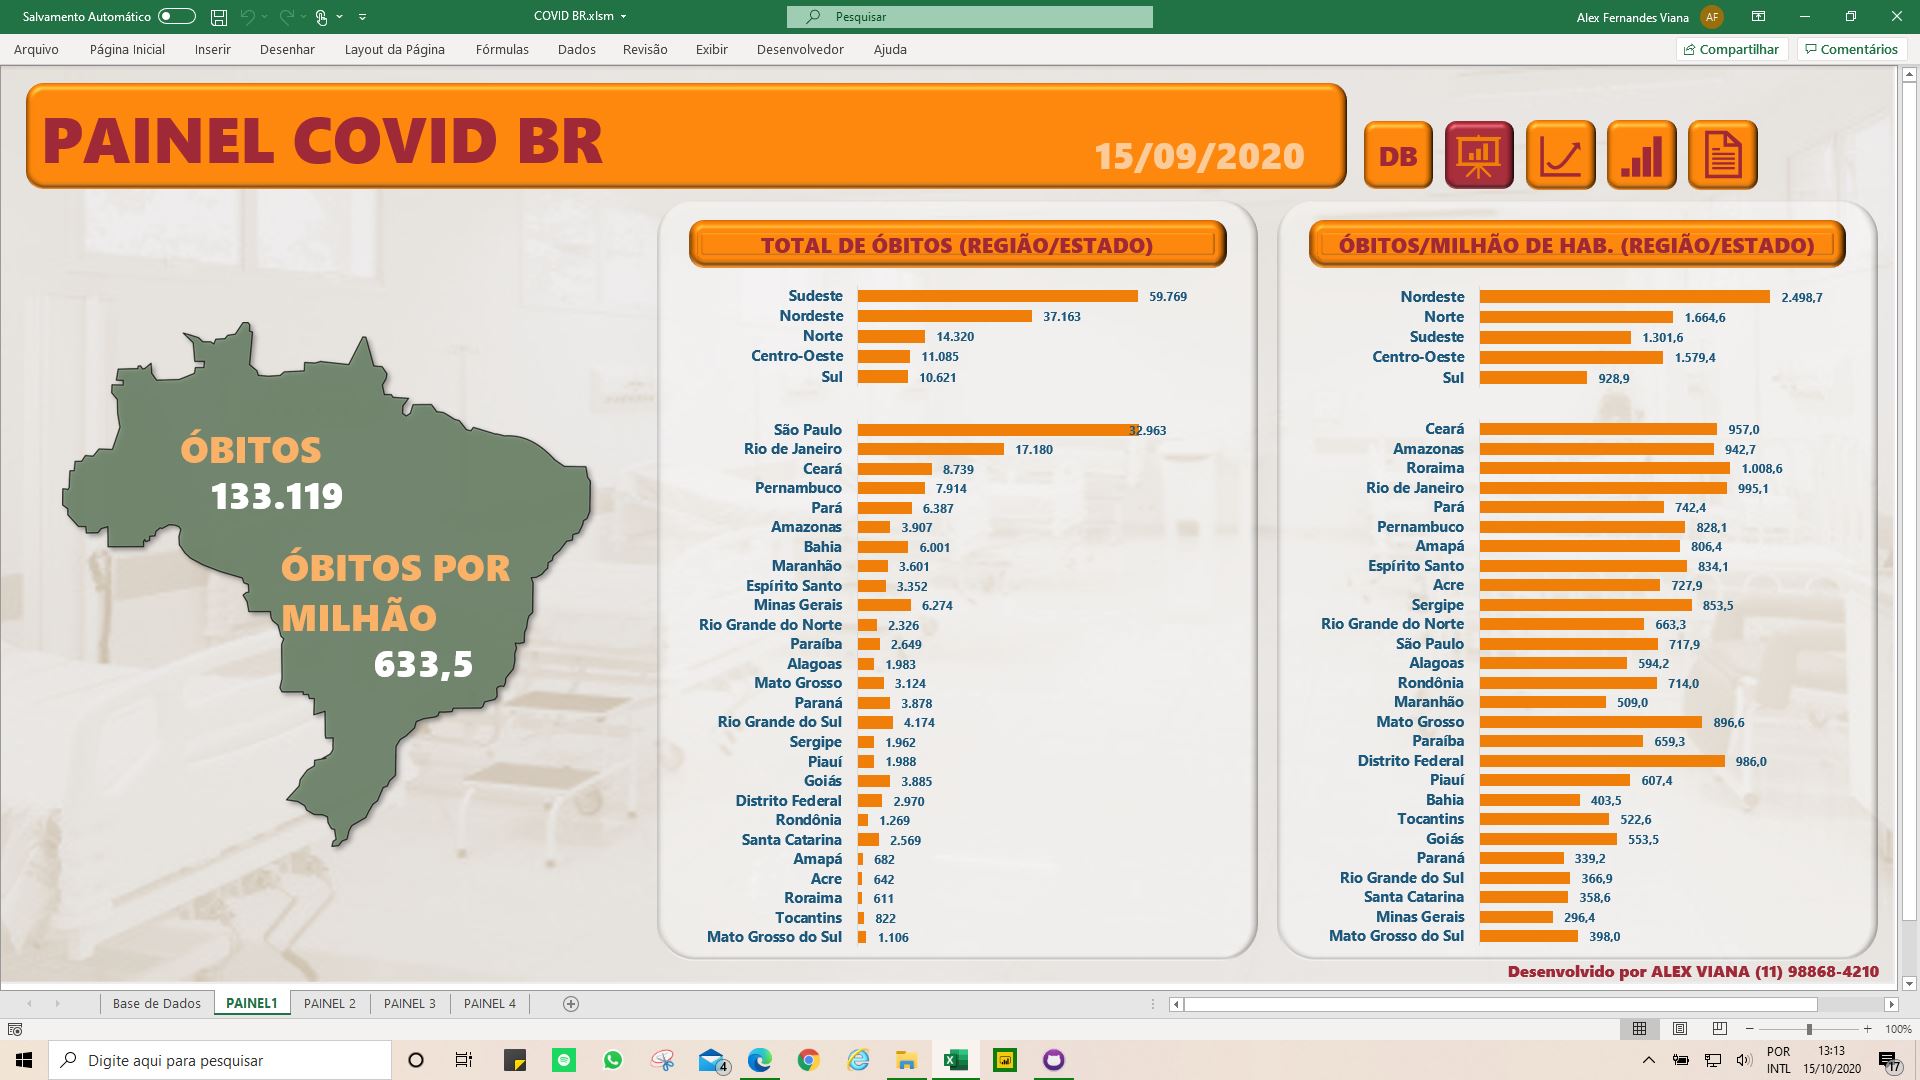 Salvamento Automático
COVID BR.xlsm
Pesquisar
Alex Fernandes Viana
AF
Arquivo Página Inicial Inserir Desenhar Layout da Página Fórmulas Dados Revisão Exibir Desenvolvedor Ajuda
Compartilhar Comentários
PAINEL COVID BR
15/09/2020
DB
ÓBITOS
133.119
ÓBITOS POR
MILHÃO
633,5
TOTAL DE ÓBITOS (REGIÃO/ESTADO)
Sudeste 59.769
Nordeste 37.163
Norte 14.320
Centro-Oeste 11.085
Sul 10.621
São Paulo 32.963
Rio de Janeiro 17.180
Ceará 8.739
Pernambuco 7.914
Pará 6.387
Amazonas 3.907
Bahia 6.001
Maranhão 3.601
Espírito Santo 3.352
Minas Gerais 6.274
Rio Grande do Norte 2.326
Paraíba 2.649
Alagoas 1.983
Mato Grosso 3.124
Paraná 3.878
Rio Grande do Sul 4.174
Sergipe 1.962
Piauí 1.988
Goiás 3.885
Distrito Federal 2.970
Rondônia 1.269
Santa Catarina 2.569
Amapá 682
Acre 642
Roraima 611
Tocantins 822
Mato Grosso do Sul 1.106
ÓBITOS/MILHÃO DE HAB. (REGIÃO/ESTADO)
Nordeste 2.498,7
Norte 1.664,6
Sudeste 1.301,6
Centro-Oeste 1.579,4
Sul 928,9
Ceará 957,0
Amazonas 942,7
Roraima 1.008,6
Rio de Janeiro 995,1
Pará 742,4
Pernambuco 828,1
Amapá 806,4
Espírito Santo 834,1
Acre 727,9
Sergipe 853,5
Rio Grande do Norte 663,3
São Paulo 717,9
Alagoas 594,2
Rondônia 714,0
Maranhão 509,0
Mato Grosso 896,6
Paraíba 659,3
Distrito Federal 986,0
Piauí 607,4
Bahia 403,5
Tocantins 522,6
Goiás 553,5
Paraná 339,2
Rio Grande do Sul 366,9
Santa Catarina 358,6
Minas Gerais 296,4
Mato Grosso do Sul 398,0
Desenvolvido por ALEX VIANA (11) 98868-4210
Base de Dados PAINEL1 PAINEL 2 PAINEL 3 PAINEL 4
100%
Digite aqui para pesquisar
4
POR
INTL
13:13
15/10/2020
17